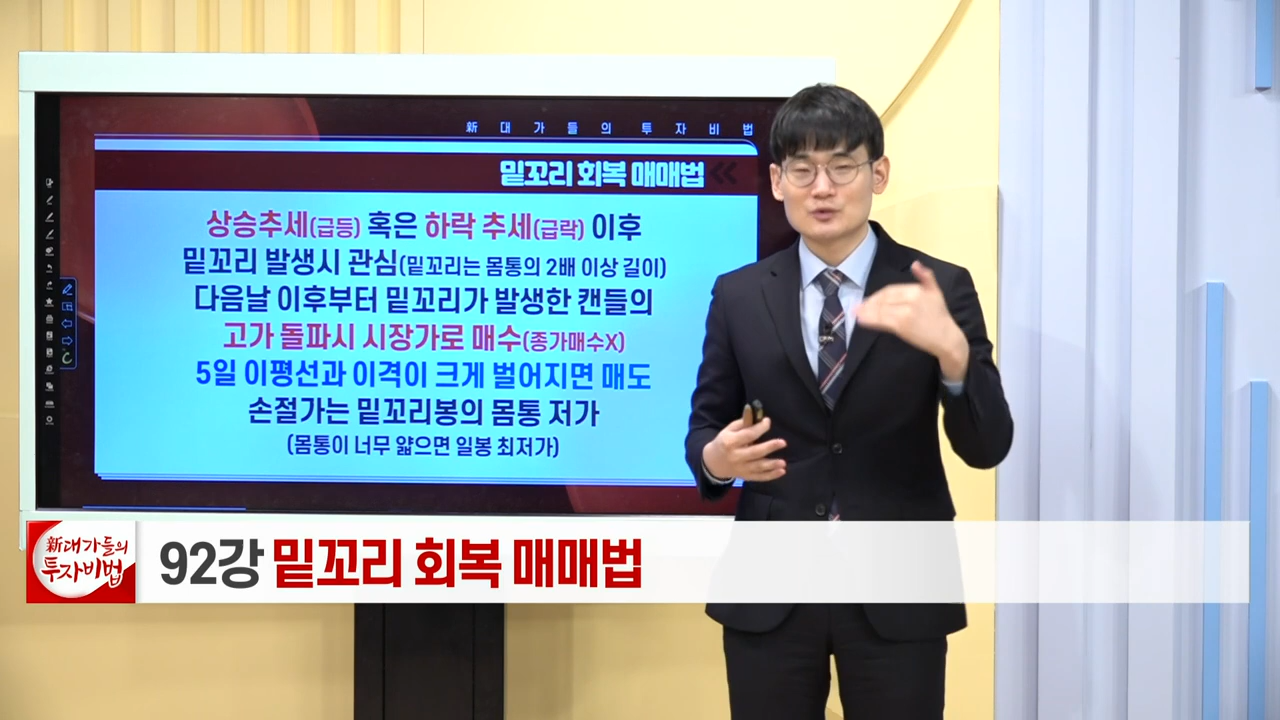 新 대 가 들 의 투 자 비 법
밑꼬리 회복 매매법
상승추세(급등) 혹은 하락 추세(급락) 이후
밑꼬리 발생시 관심(밑꼬리는 몸통의 2배 이상 길이)
다음날 이후부터 밑꼬리가 발생한 캔들의
고가 돌파시 시장가로 매수(종가매수X)
5일 이평선과 이격이 크게 벌어지면 매도
손절가는 밑꼬리봉의 몸통 저가
(몸통이 너무 얇으면 일봉 최저가)
新대가들의
투자비법
92강 밑꼬리 회복 매매법